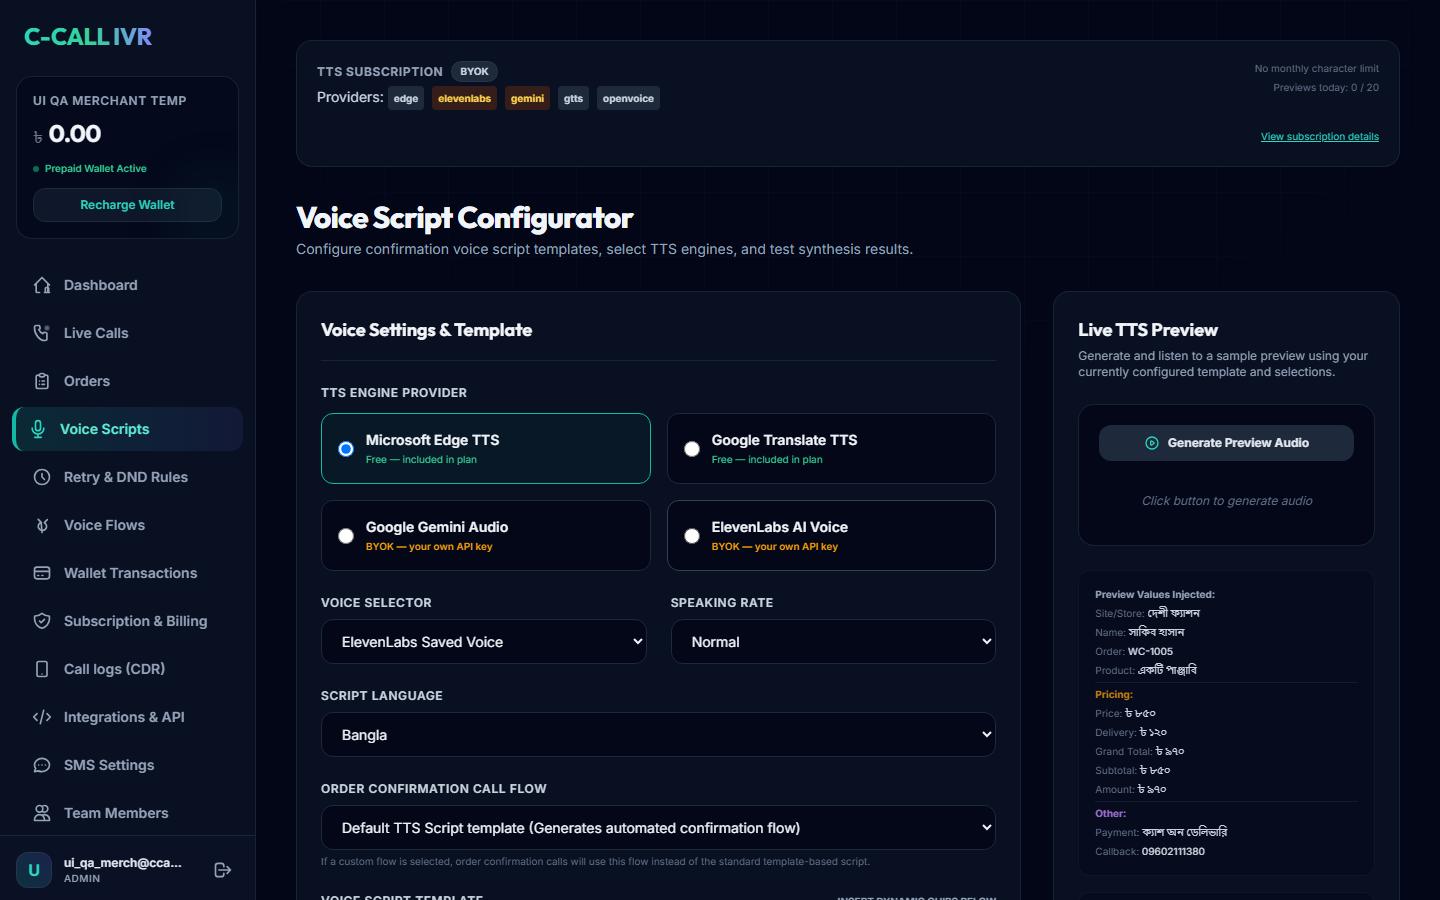 C-CALL IVR
UI QA MERCHANT TEMP
৳ 0.00
Prepaid Wallet Active
Recharge Wallet
Dashboard
Live Calls
Orders
Voice Scripts
Retry & DND Rules
Voice Flows
Wallet Transactions
Subscription & Billing
Call logs (CDR)
Integrations & API
SMS Settings
Team Members
U
ui_qa_merch@cca...
ADMIN
TTS SUBSCRIPTION BYOK
Providers: edge elevenlabs gemini gtts openvoice
No monthly character limit
Previews today: 0 / 20
View subscription details
Voice Script Configurator
Configure confirmation voice script templates, select TTS engines, and test synthesis results.
Voice Settings & Template
TTS ENGINE PROVIDER
Microsoft Edge TTS
Free — included in plan
Google Translate TTS
Free — included in plan
Google Gemini Audio
BYOK — your own API key
ElevenLabs AI Voice
BYOK — your own API key
VOICE SELECTOR
ElevenLabs Saved Voice
SPEAKING RATE
Normal
SCRIPT LANGUAGE
Bangla
ORDER CONFIRMATION CALL FLOW
Default TTS Script template (Generates automated confirmation flow)
If a custom flow is selected, order confirmation calls will use this flow instead of the standard template-based script.
VOICE SCRIPT TEMPLATE
INSERT DYNAMIC CHIPS BELOW
Live TTS Preview
Generate and listen to a sample preview using your
currently configured template and selections.
Generate Preview Audio
Click button to generate audio
Preview Values Injected:
Site/Store: দেশী ফ্যাশন
Name: সাকিব হাসান
Order: WC-1005
Product: একটি পাঞ্জাবি
Pricing:
Price: ৳ ৮৫০
Delivery: ৳ ১২০
Grand Total: ৳ ৯৭০
Subtotal: ৳ ৮৫০
Amount: ৳ ৯৭০
Other:
Payment: ক্যাশ অন ডেলিভারি
Callback: 09602111380